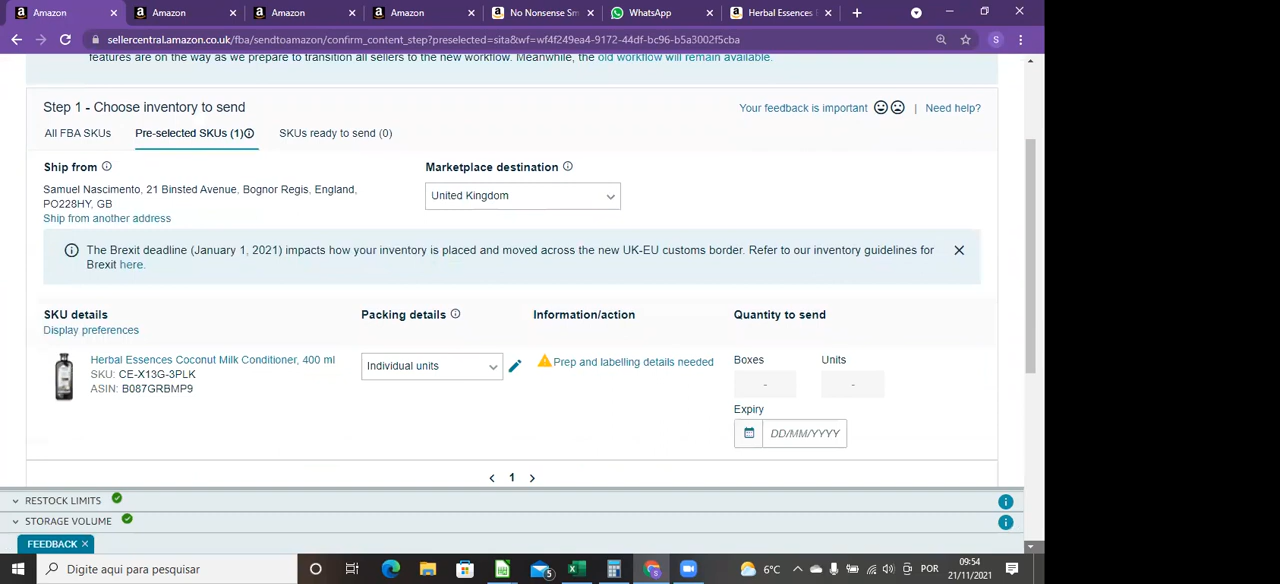 Amazon
Amazon
Amazon
Amazon
No Nonsense Sm
WhatsApp
Herbal Essences
sellercentral.amazon.co.uk/fba/sendtoamazon/confirm_content_step?preselected=sita&wf=wf4f249ea4-9172-44df-bc96-b5a3002f5cba
S
features are on the way as we prepare to transition all sellers to the new workflow. Meanwhile, the old workflow will remain available.
Step 1 - Choose inventory to send
Your feedback is important | Need help?
All FBA SKUs Pre-selected SKUs (1) SKUs ready to send (0)
Ship from
Marketplace destination
Samuel Nascimento, 21 Binsted Avenue, Bognor Regis, England,
PO228HY, GB
Ship from another address
United Kingdom
The Brexit deadline (January 1, 2021) impacts how your inventory is placed and moved across the new UK-EU customs border. Refer to our inventory guidelines for
Brexit here.
SKU details Packing details Information/action Quantity to send
Display preferences
Herbal Essences Coconut Milk Conditioner, 400 ml
SKU: CE-X13G-3PLK
ASIN: B087GRBMP9
Individual units
Prep and labelling details needed
Boxes Units
- -
Expiry
DD/MM/YYYY
1
RESTOCK LIMITS
STORAGE VOLUME
FEEDBACK
Digite aqui para pesquisar
5
6°C
POR
09:54
21/11/2021